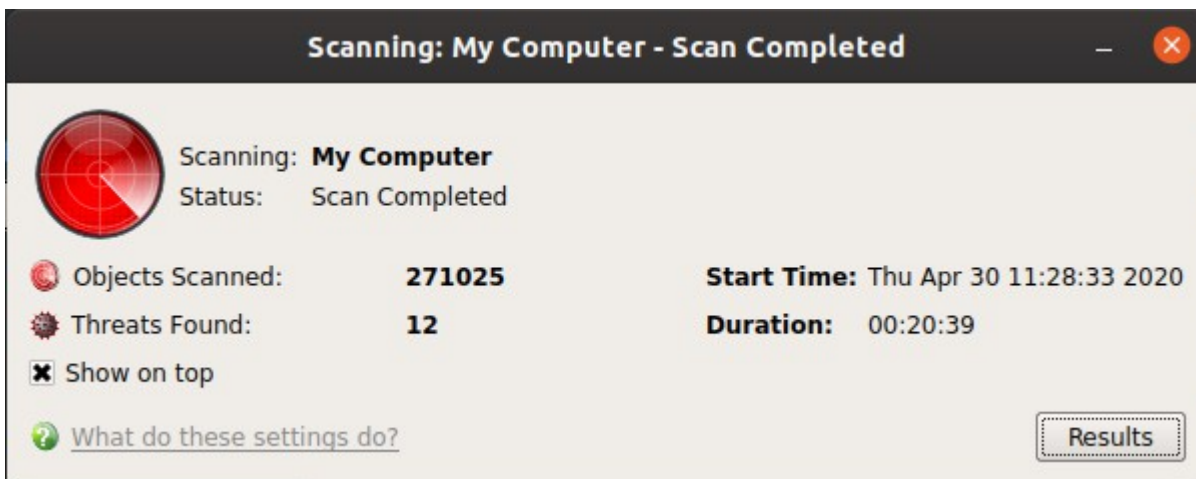 Scanning: My Computer - Scan Completed
Scanning: My Computer
Status: Scan Completed
Objects Scanned: 271025 Start Time: Thu Apr 30 11:28:33 2020
Threats Found: 12 Duration: 00:20:39
Show on top
What do these settings do?
Results